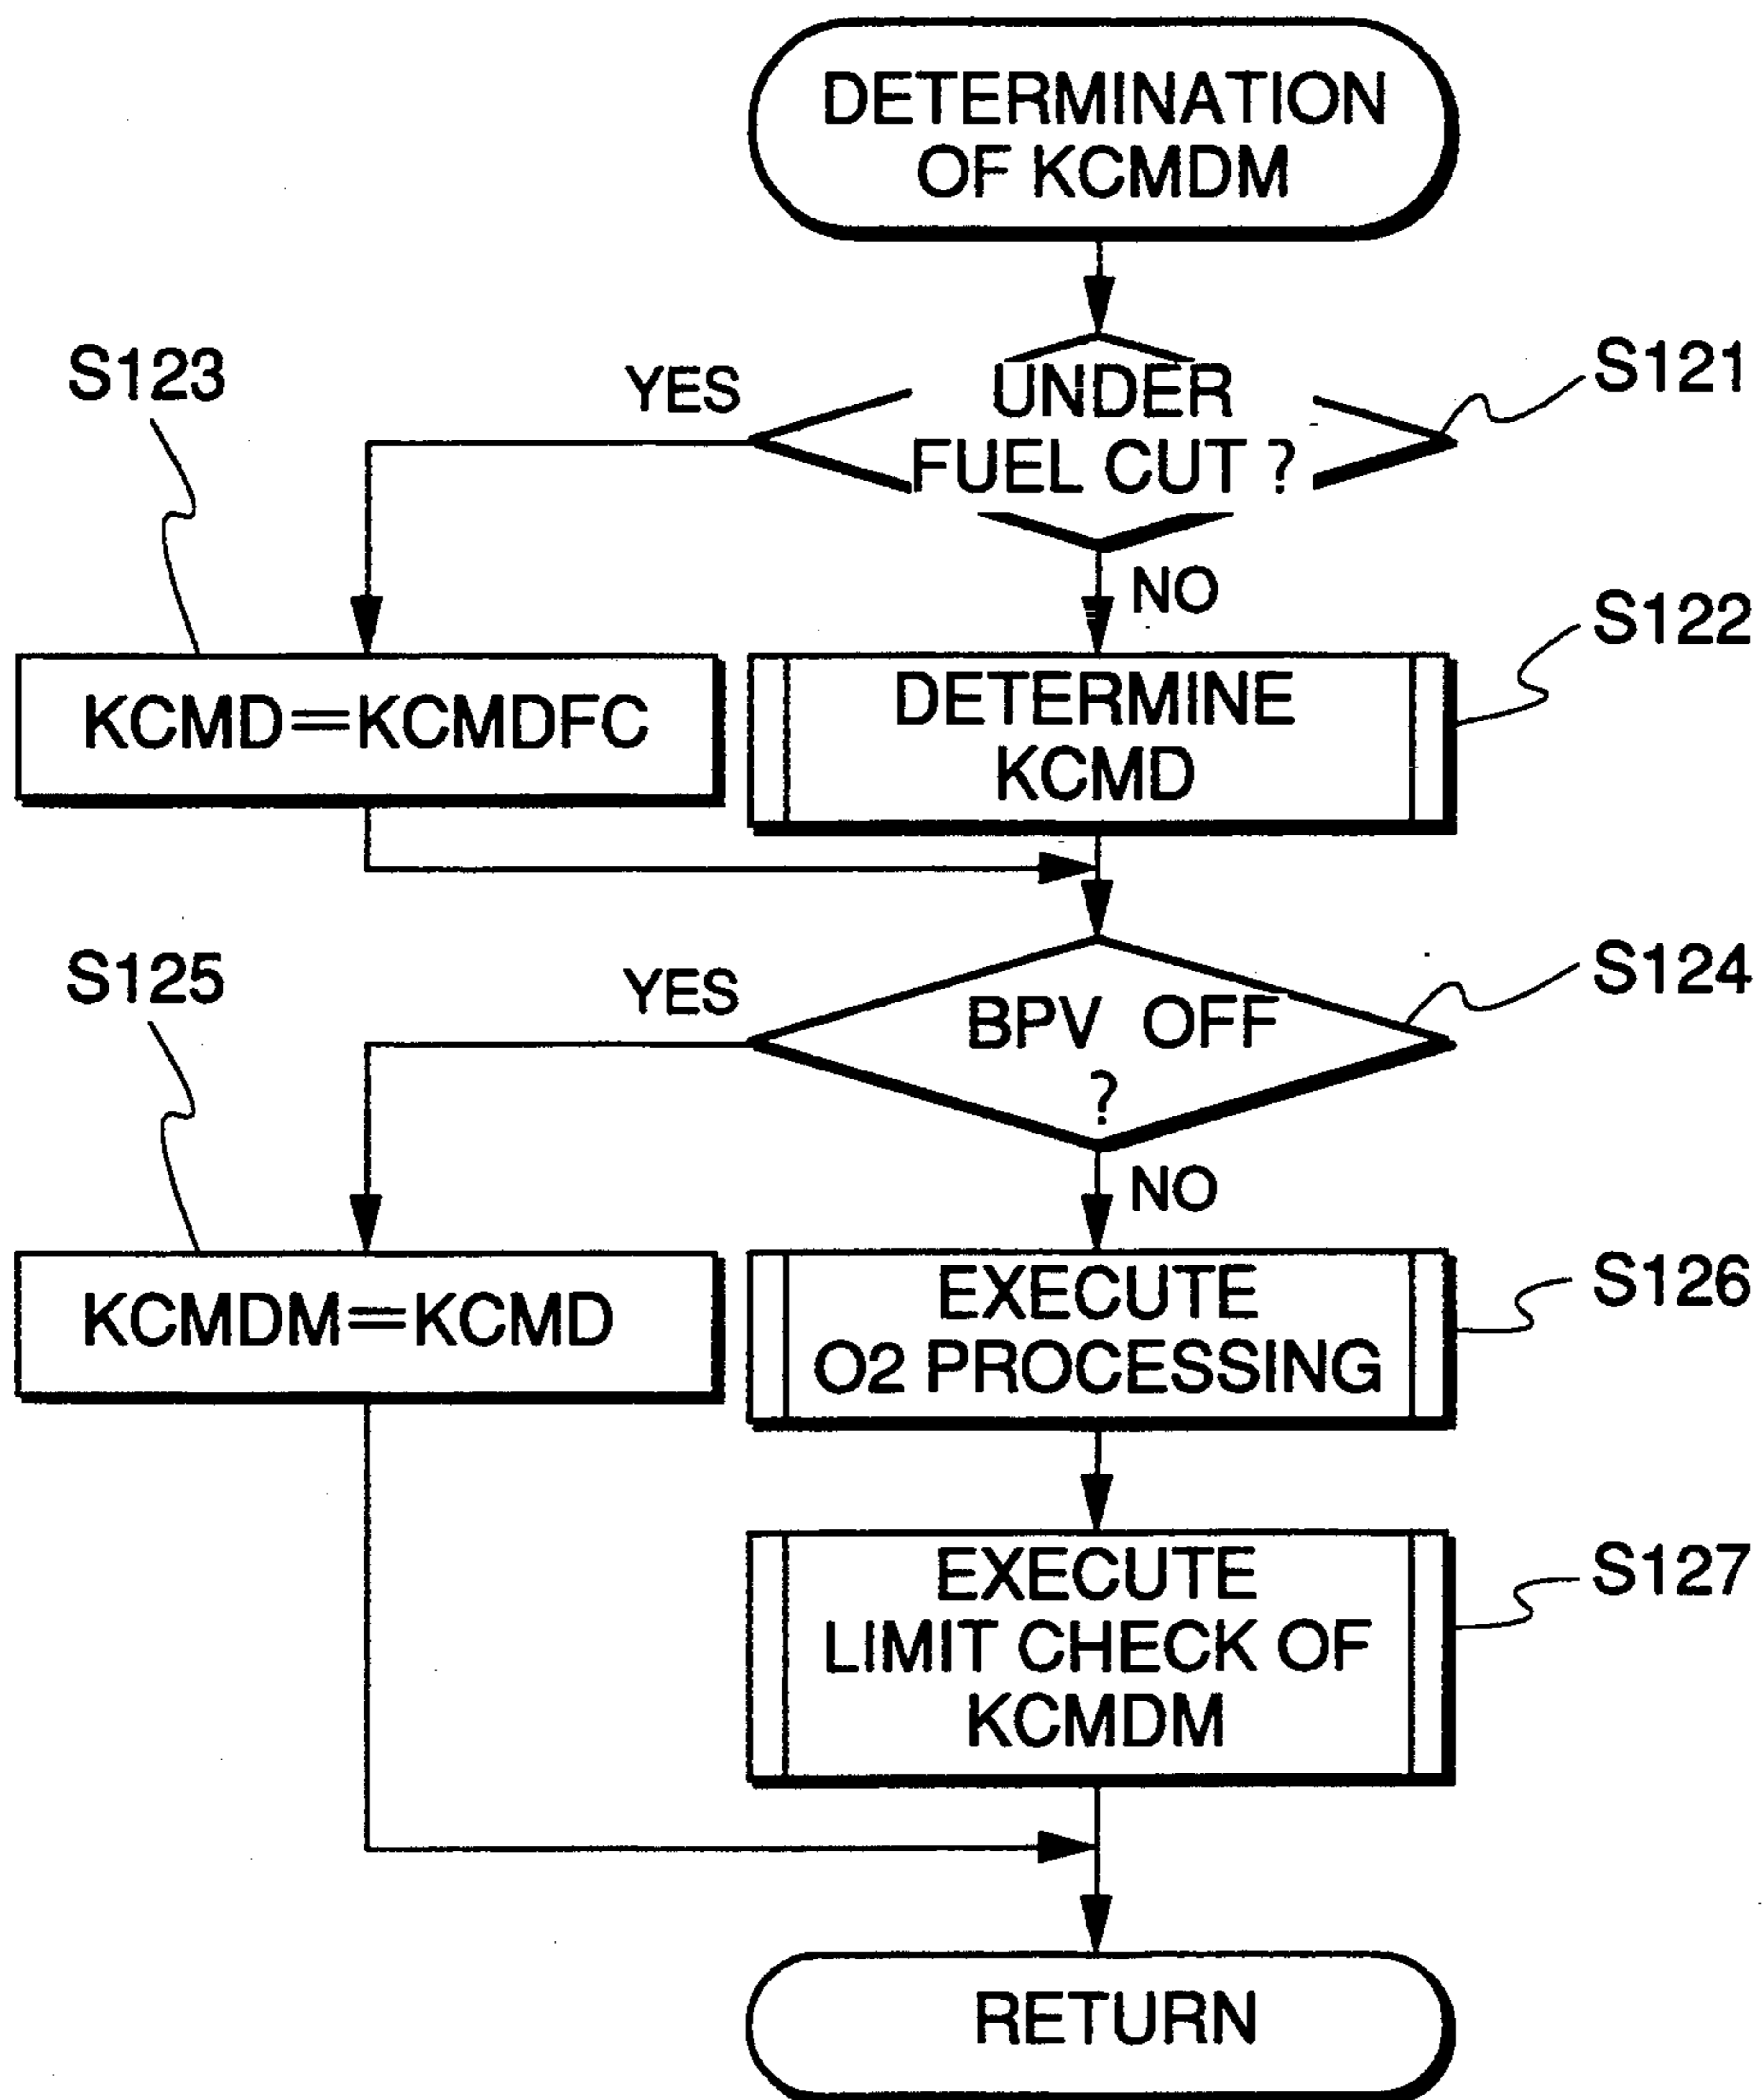 DETERMINATION
OF KCMDM
S123
YES
UNDER
FUEL CUT ?
S121
NO
S122
KCMD=KCMDFC
DETERMINE
KCMD
S125
YES
BPV OFF
?
S124
NO
KCMDM=KCMD
EXECUTE
O2 PROCESSING
S126
EXECUTE
LIMIT CHECK OF
KCMDM
S127
RETURN